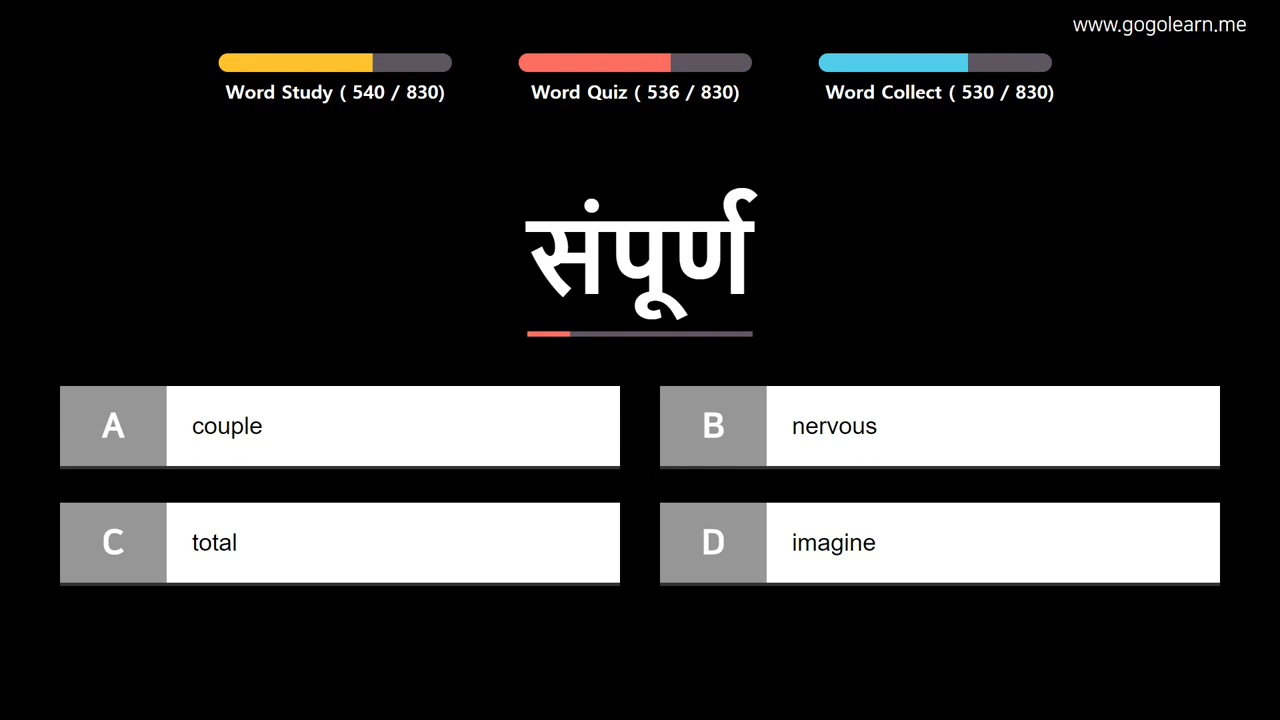 www.gogolearn.me
Word Study ( 540 / 830)
Word Quiz ( 536 / 830)
Word Collect ( 530 / 830)
संपूर्ण
A couple
B nervous
C total
D imagine